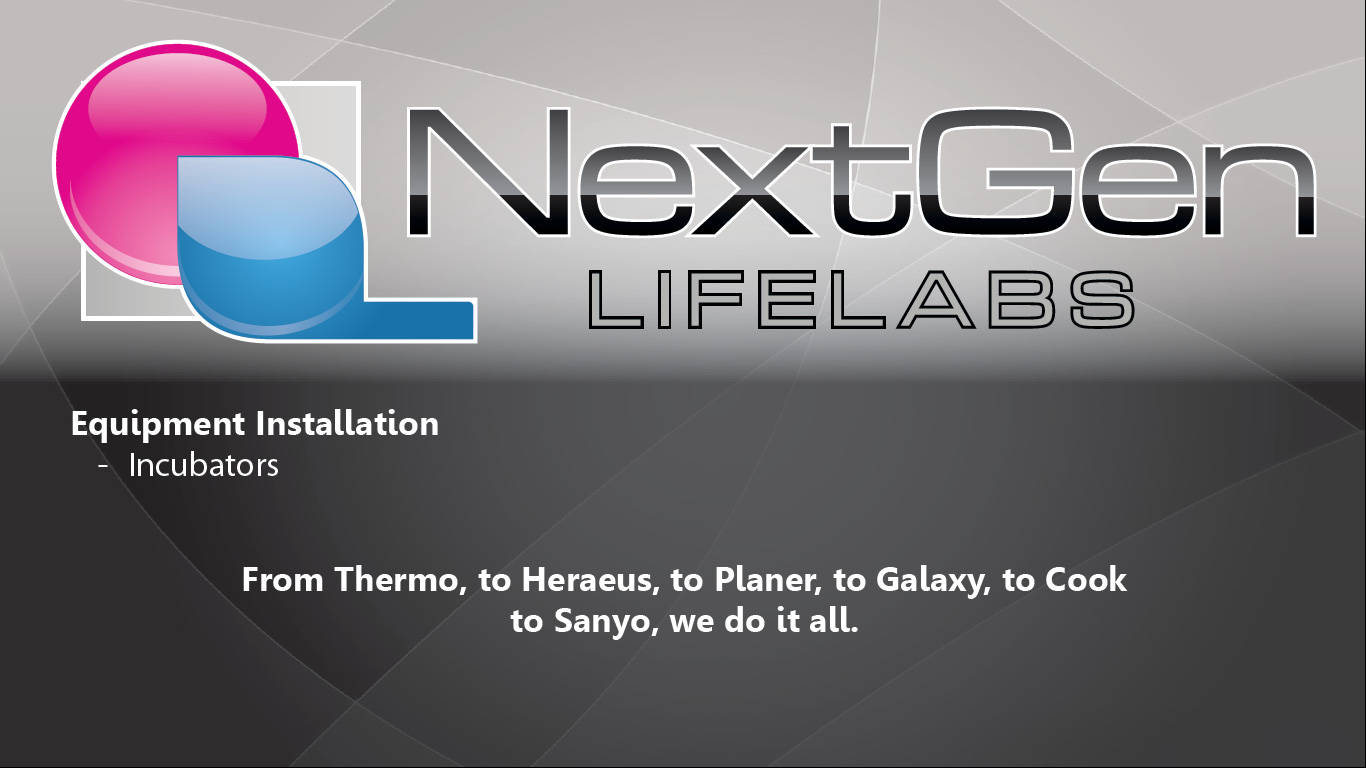 NextGen
LIFELABS
Equipment Installation
- Incubators
From Thermo, to Heraeus, to Planer, to Galaxy, to Cook
to Sanyo, we do it all.